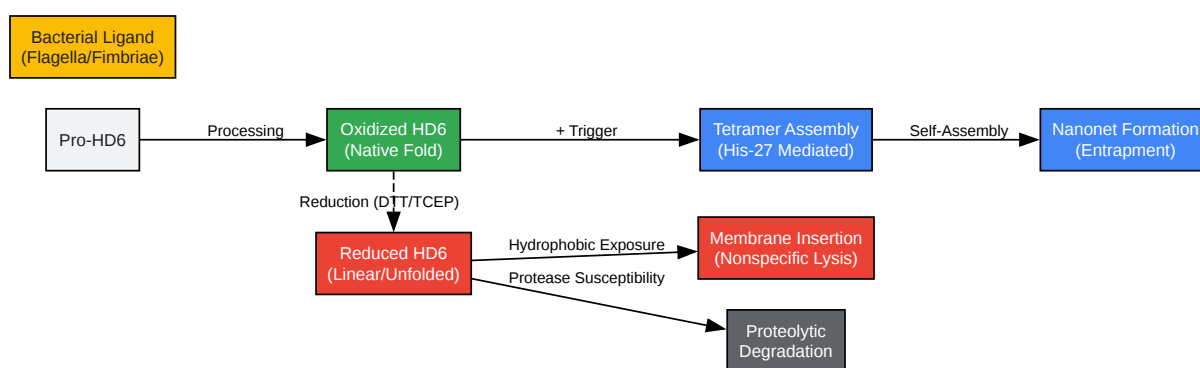 Bacterial Ligand
(Flagella/Fimbriae)
Pro-HD6
Processing
Oxidized HD6
(Native Fold)
+ Trigger
Tetramer Assembly
(His-27 Mediated)
Self-Assembly
Nanonet Formation
(Entrapment)
Reduction (DTT/TCEP)
Reduced HD6
(Linear/Unfolded)
Hydrophobic Exposure
Membrane Insertion
(Nonspecific Lysis)
Protease Susceptibility
Proteolytic
Degradation